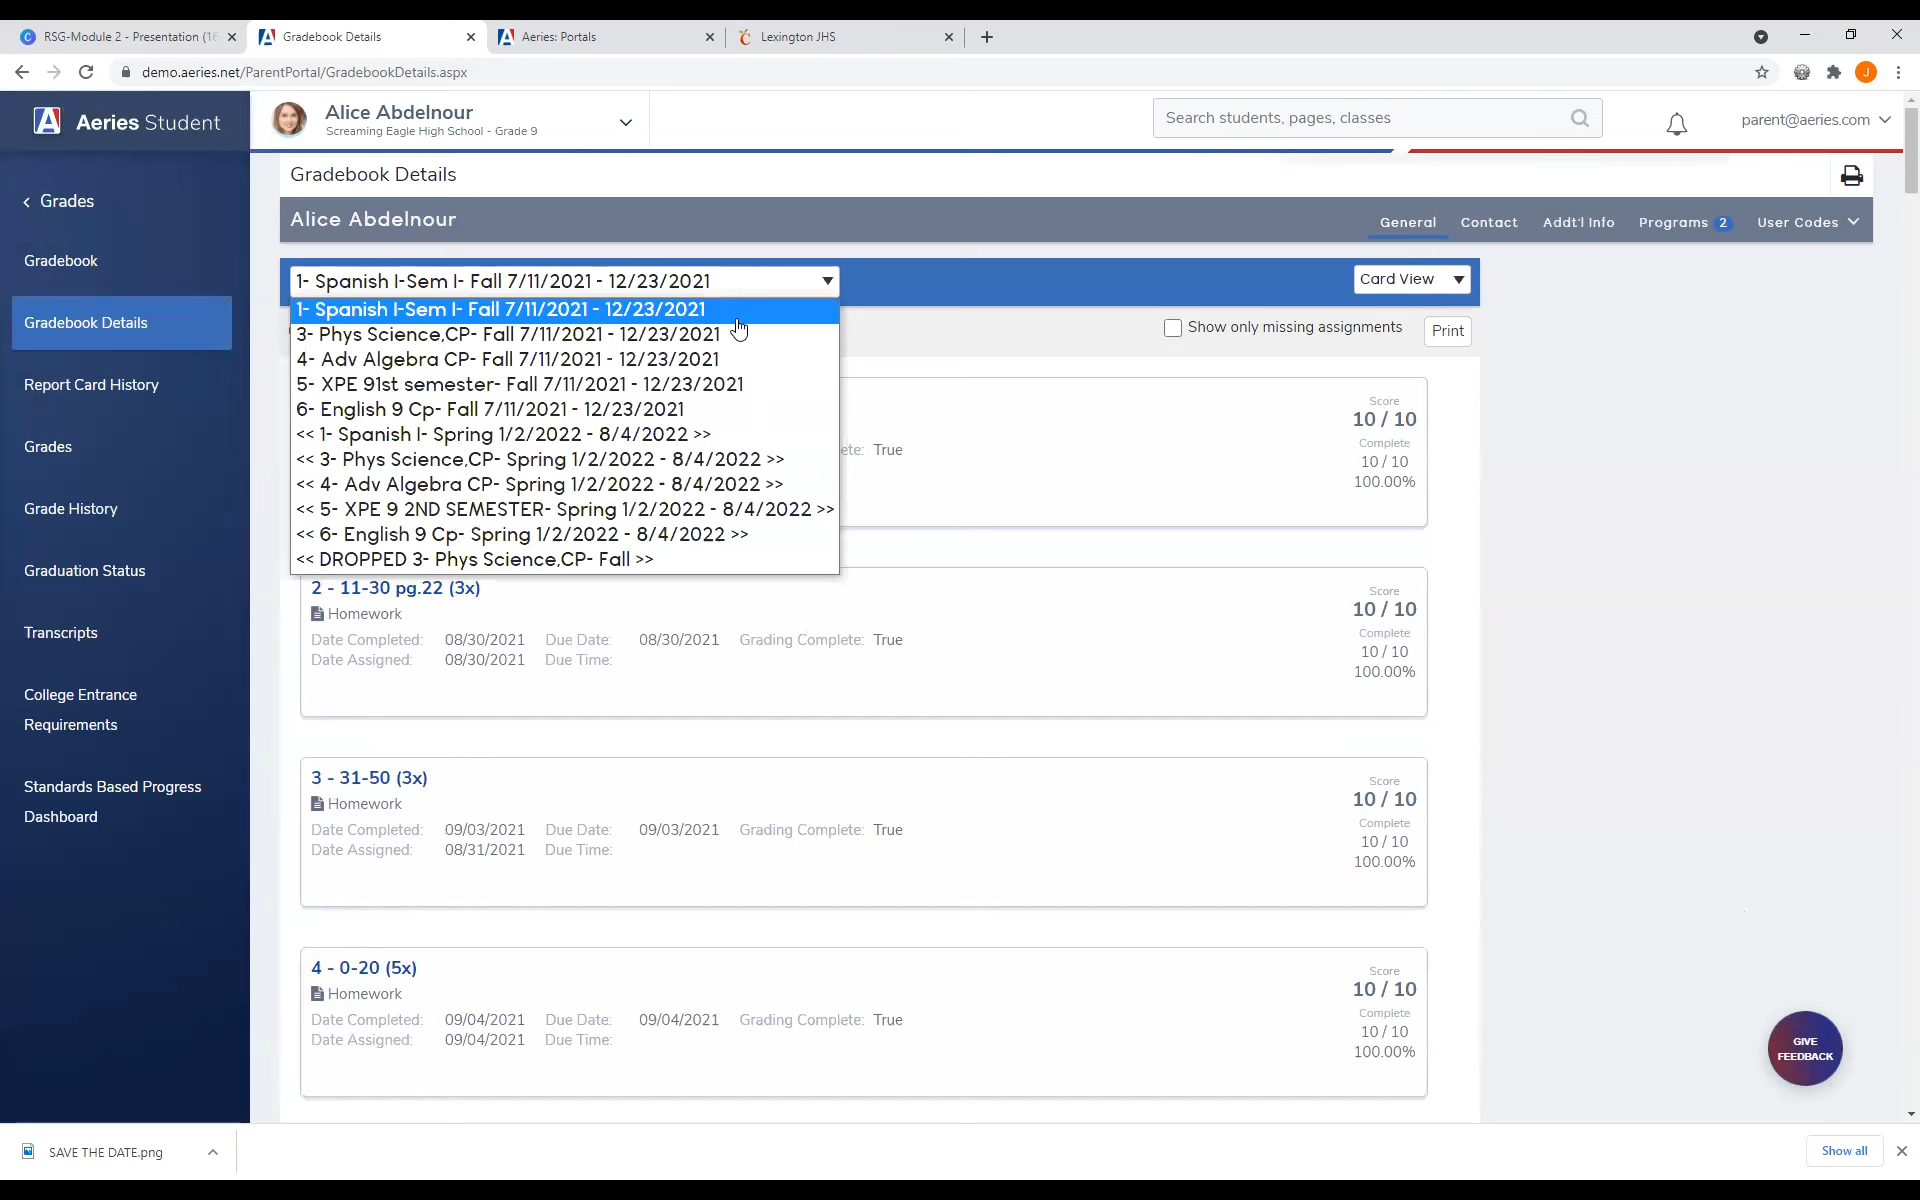 RSG-Module 2 - Presentation (16
Gradebook Details
Aeries: Portals
Lexington JHS
demo.aeries.net/ParentPortal/GradebookDetails.aspx
J
Aeries Student
Alice Abdelnour
Screaming Eagle High School - Grade 9
Search students, pages, classes
parent@aeries.com
< Grades
Gradebook
Gradebook Details
Report Card History
Grades
Grade History
Graduation Status
Transcripts
College Entrance
Requirements
Standards Based Progress
Dashboard
Gradebook Details
Alice Abdelnour
General Contact Addt'l Info Programs 2 User Codes
1- Spanish I-Sem I- Fall 7/11/2021 - 12/23/2021
Card View
1- Spanish I-Sem I- Fall 7/11/2021 - 12/23/2021
3- Phys Science,CP- Fall 7/11/2021 - 12/23/2021
4- Adv Algebra CP- Fall 7/11/2021 - 12/23/2021
5- XPE 91st semester- Fall 7/11/2021 - 12/23/2021
6- English 9 Cp- Fall 7/11/2021 - 12/23/2021
<< 1- Spanish I- Spring 1/2/2022 - 8/4/2022 >>
<< 3- Phys Science,CP- Spring 1/2/2022 - 8/4/2022 >>
<< 4- Adv Algebra CP- Spring 1/2/2022 - 8/4/2022 >>
<< 5- XPE 9 2ND SEMESTER- Spring 1/2/2022 - 8/4/2022 >>
<< 6- English 9 Cp- Spring 1/2/2022 - 8/4/2022 >>
<< DROPPED 3- Phys Science,CP- Fall >>
Show only missing assignments
Print
ete: True
Score
10 / 10
Complete
10 / 10
100.00%
2 - 11-30 pg.22 (3x)
Homework
Date Completed: 08/30/2021 Due Date: 08/30/2021 Grading Complete: True
Date Assigned: 08/30/2021 Due Time:
Score
10 / 10
Complete
10 / 10
100.00%
3 - 31-50 (3x)
Homework
Date Completed: 09/03/2021 Due Date: 09/03/2021 Grading Complete: True
Date Assigned: 08/31/2021 Due Time:
Score
10 / 10
Complete
10 / 10
100.00%
4 - 0-20 (5x)
Homework
Date Completed: 09/04/2021 Due Date: 09/04/2021 Grading Complete: True
Date Assigned: 09/04/2021 Due Time:
Score
10 / 10
Complete
10 / 10
100.00%
GIVE
FEEDBACK
SAVE THE DATE.png
Show all